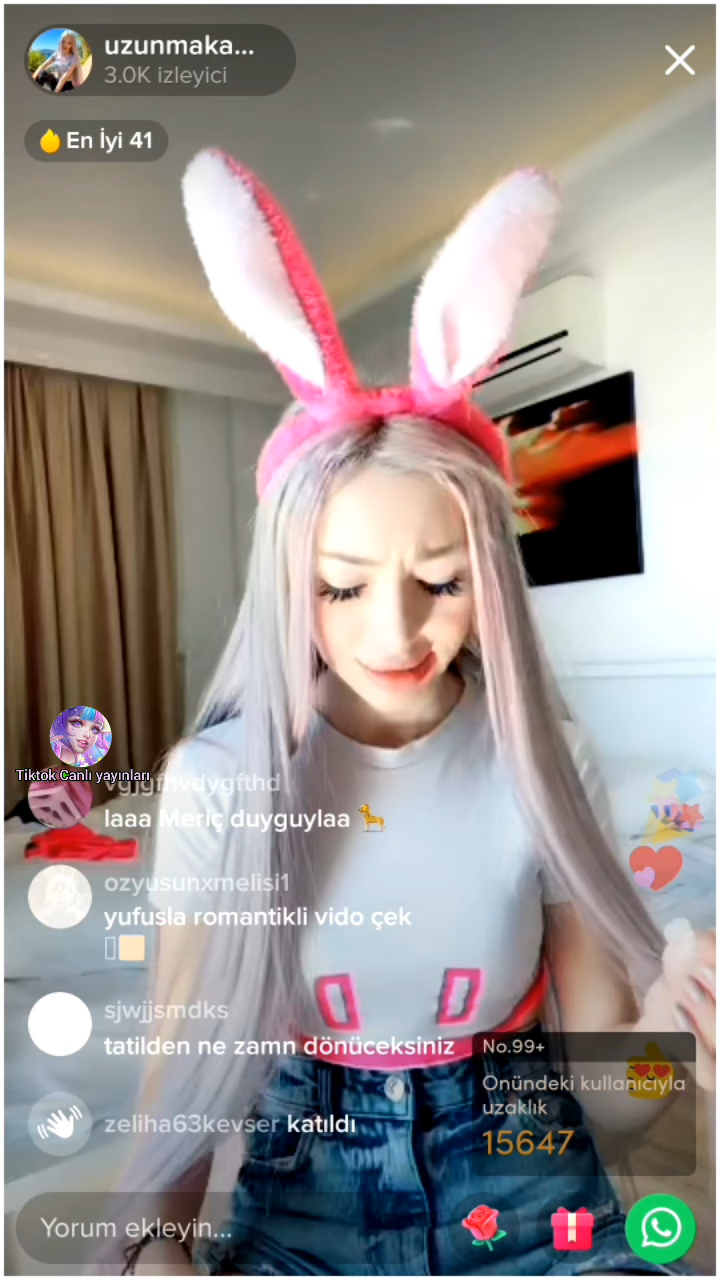 uzunmaka...
3.0K izleyici
En İyi 41
Tiktok Canlı yayınları
vgjgfhvdygfthd
laaa Meriç duyguylaa
ozyusunxmelisi1
yufusla romantikli vido çek
sjwjjsmdks
tatilden ne zamn dönüceksiniz
zeliha63kevser katıldı
No.99+
Önündeki kullanıcıyla
uzaklık
15647
Yorum ekleyin...